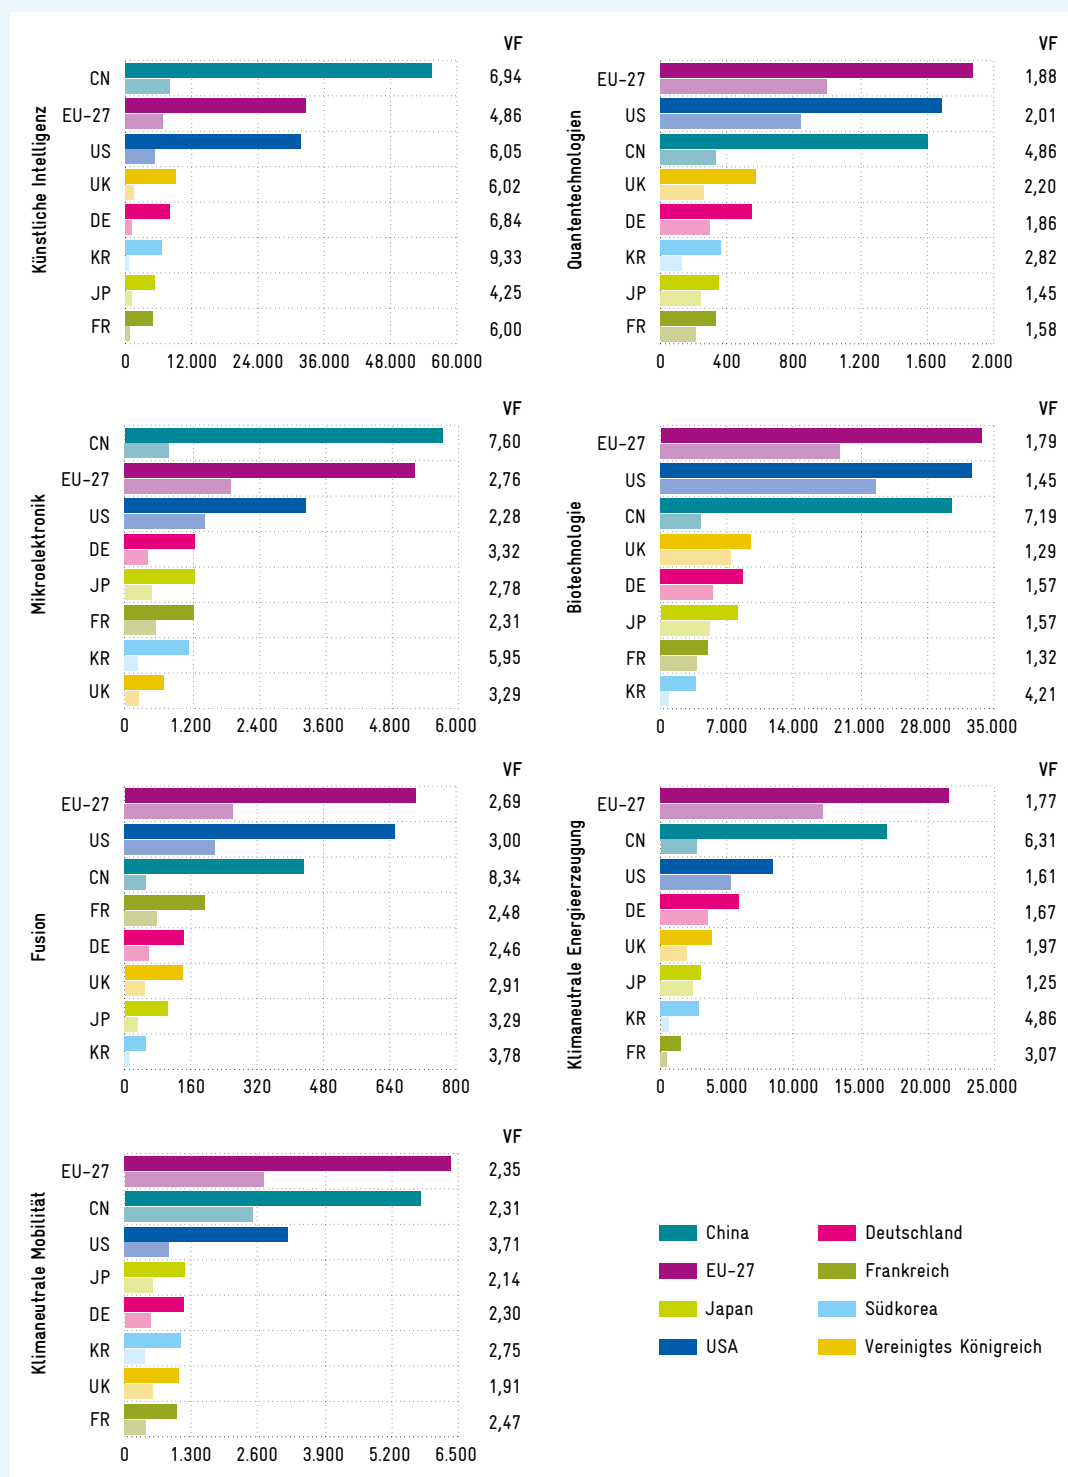 Künstliche Intelligenz
VF
CN 6,94
EU-27 4,86
US 6,05
UK 6,02
DE 6,84
KR 9,33
JP 4,25
FR 6,00
0 12.000 24.000 36.000 48.000 60.000
Quantentechnologien
VF
EU-27 1,88
US 2,01
CN 4,86
UK 2,20
DE 1,86
KR 2,82
JP 1,45
FR 1,58
0 400 800 1.200 1.600 2.000
Mikroelektronik
VF
CN 7,60
EU-27 2,76
US 2,28
DE 3,32
JP 2,78
FR 2,31
KR 5,95
UK 3,29
0 1.200 2.400 3.600 4.800 6.000
Biotechnologie
VF
EU-27 1,79
US 1,45
CN 7,19
UK 1,29
DE 1,57
JP 1,57
FR 1,32
KR 4,21
0 7.000 14.000 21.000 28.000 35.000
Fusion
VF
EU-27 2,69
US 3,00
CN 8,34
FR 2,48
DE 2,46
UK 2,91
JP 3,29
KR 3,78
0 160 320 480 640 800
Klimaneutrale Energieerzeugung
VF
EU-27 1,77
CN 6,31
US 1,61
DE 1,67
UK 1,97
JP 1,25
KR 4,86
FR 3,07
0 5.000 10.000 15.000 20.000 25.000
Klimaneutrale Mobilität
VF
EU-27 2,35
CN 2,31
US 3,71
JP 2,14
DE 2,30
KR 2,75
UK 1,91
FR 2,47
0 1.300 2.600 3.900 5.200 6.500
China
EU-27
Japan
USA
Deutschland
Frankreich
Südkorea
Vereinigtes Königreich